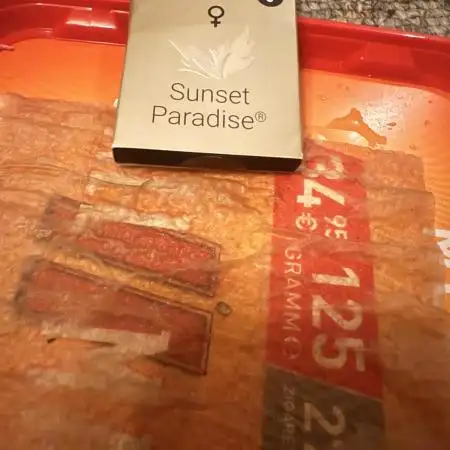 ♀
Sunset
Paradise®
34 95
€
125
GRAMM ℮